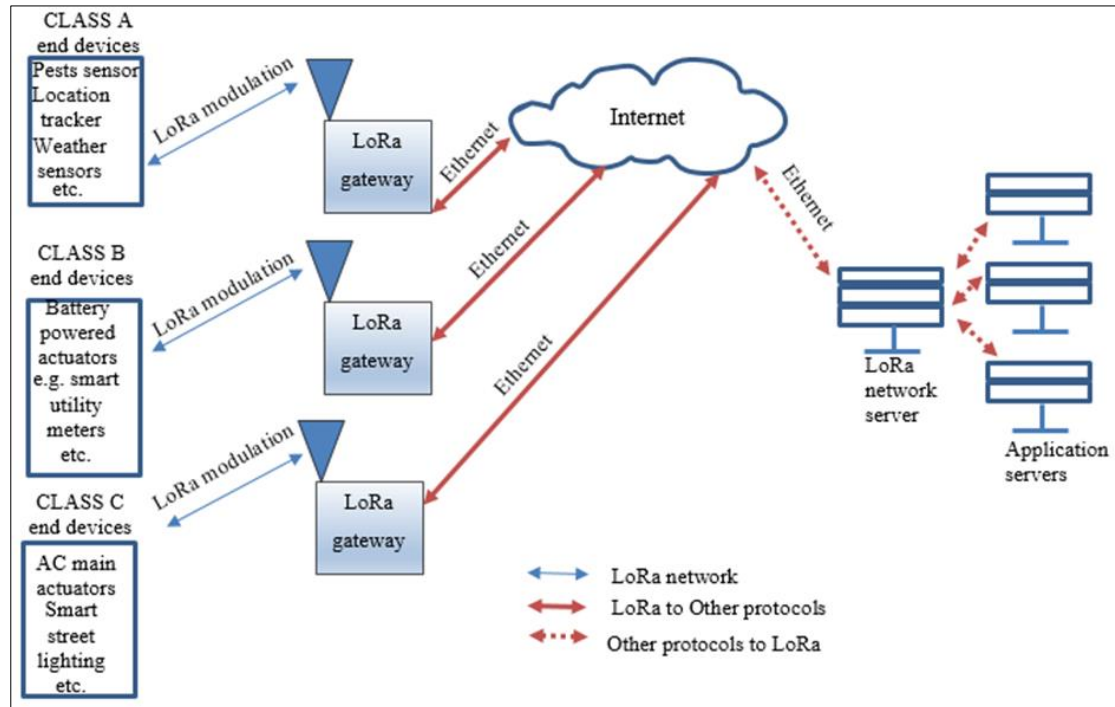 CLASS A
end devices
Pests sensor
Location
tracker
Weather
sensors
etc.
LoRa modulation
LoRa
gateway
Ethernet
Internet
CLASS B
end devices
Battery
powered
actuators
e.g. smart
utility
meters
etc.
LoRa modulation
LoRa
gateway
Ethernet
CLASS C
end devices
AC main
actuators
Smart
street
lighting
etc.
LoRa modulation
LoRa
gateway
Ethernet
Ethernet
LoRa
network
server
Application
servers
LoRa network
LoRa to Other protocols
Other protocols to LoRa